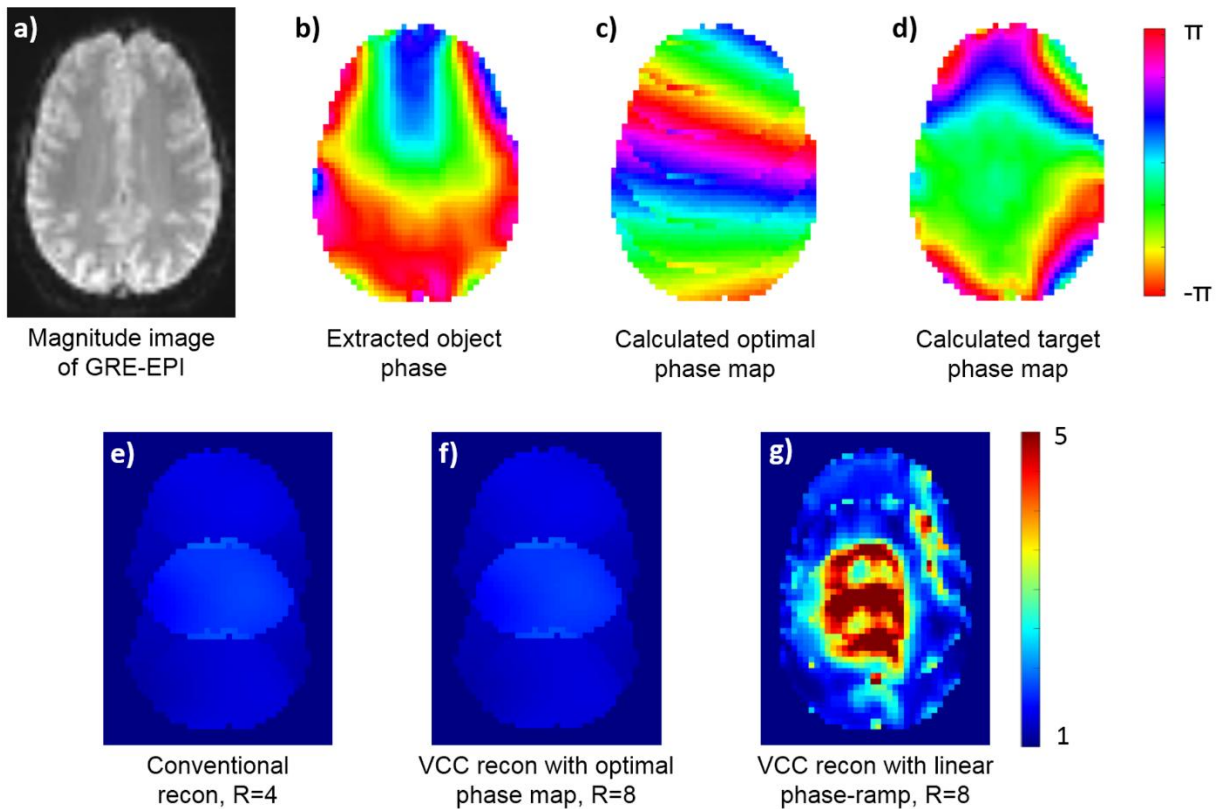 a)
b)
c)
d)
π
-π
Magnitude image
of GRE-EPI
Extracted object
phase
Calculated optimal
phase map
Calculated target
phase map
e)
f)
g)
5
1
Conventional
recon, R=4
VCC recon with optimal
phase map, R=8
VCC recon with linear
phase-ramp, R=8